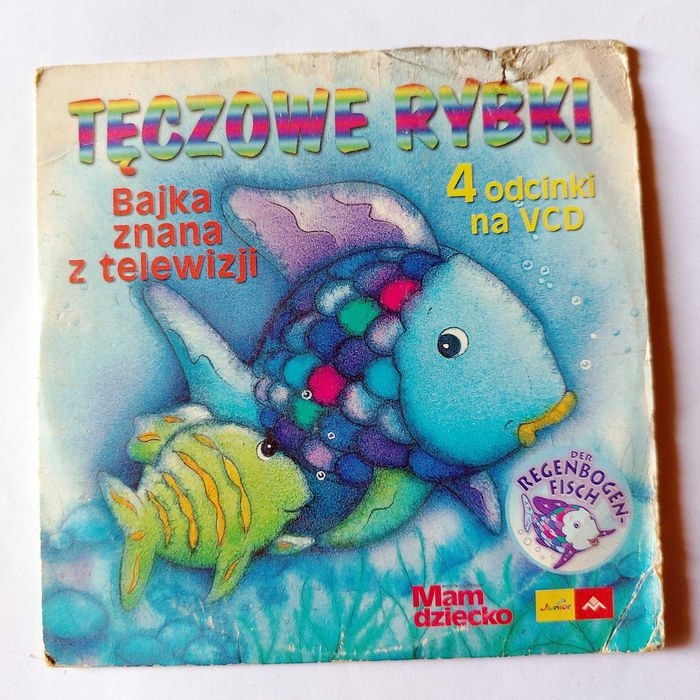 TĘCZOWE RYBKI
Bajka
znana
z telewizji
4 odcinki
na VCD
DER
REGENBOGEN-
FISCH
Mam
dziecko
Junior